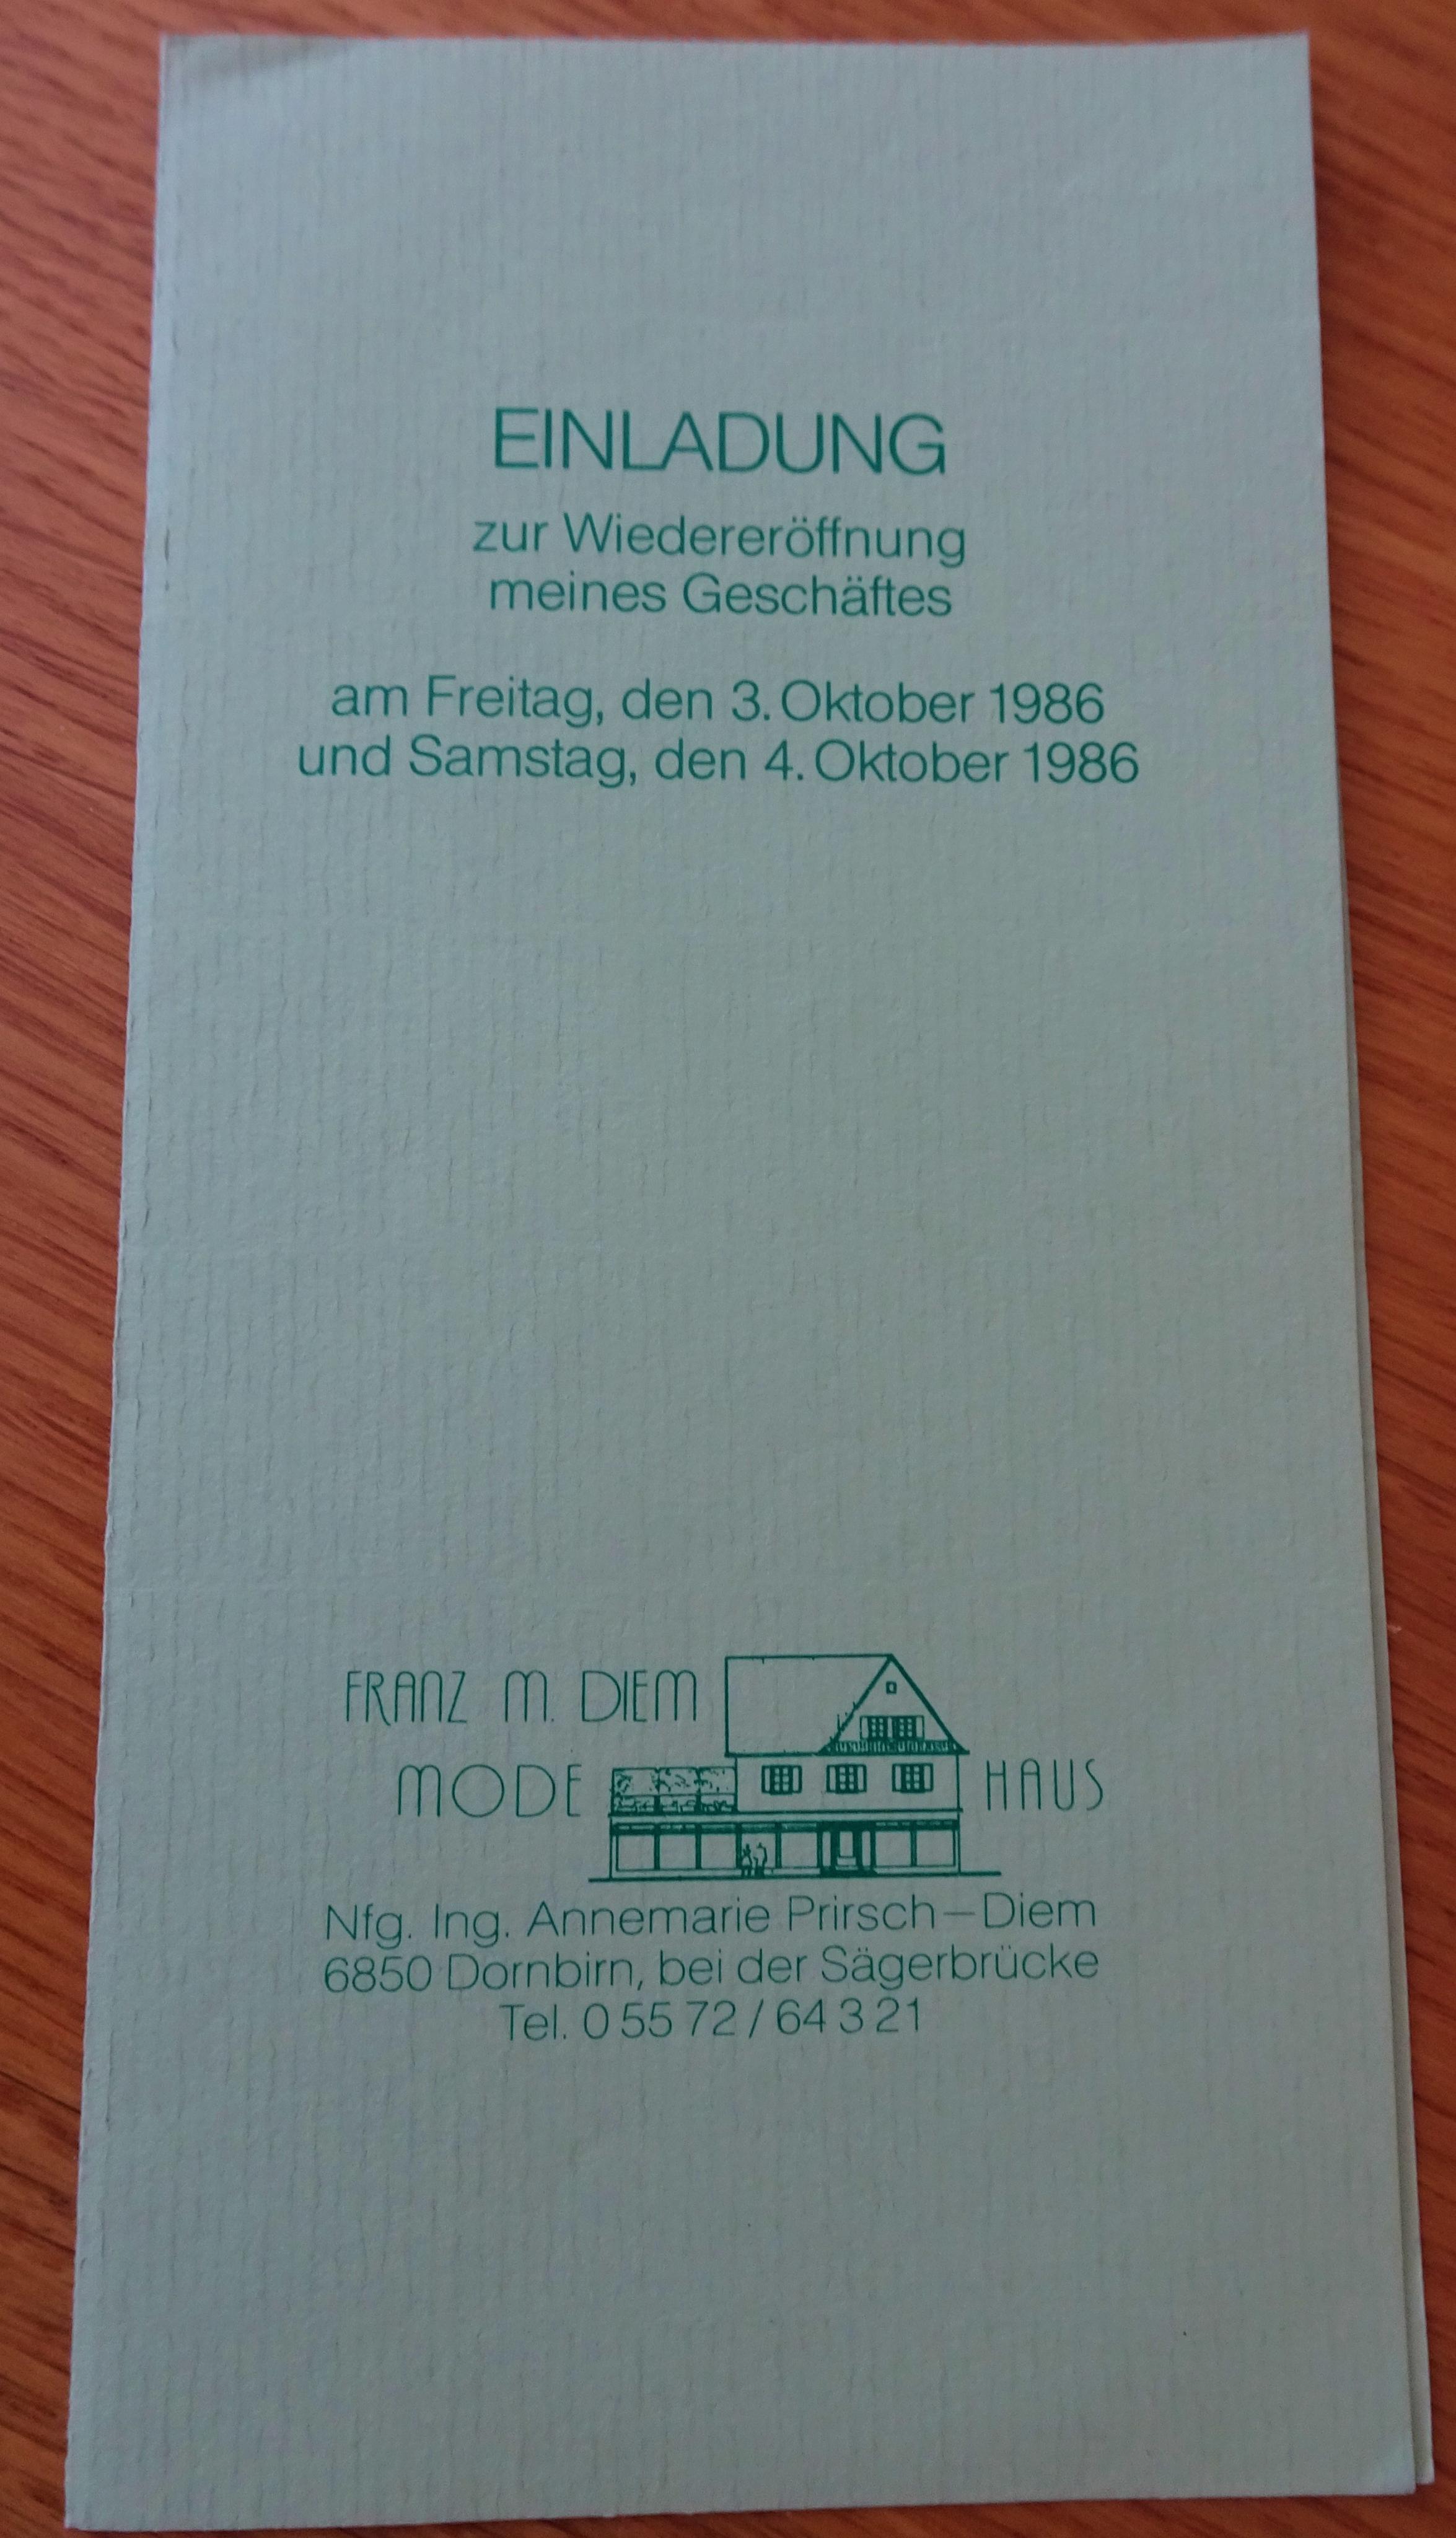 EINLADUNG
zur Wiedereröffnung
meines Geschäftes
am Freitag, den 3. Oktober 1986
und Samstag, den 4. Oktober 1986
FRANZ M. DIEM
MODE HAUS
Nfg. Ing. Annemarie Prirsch–Diem
6850 Dornbirn, bei der Sägerbrücke
Tel. 0 55 72 / 64 3 21